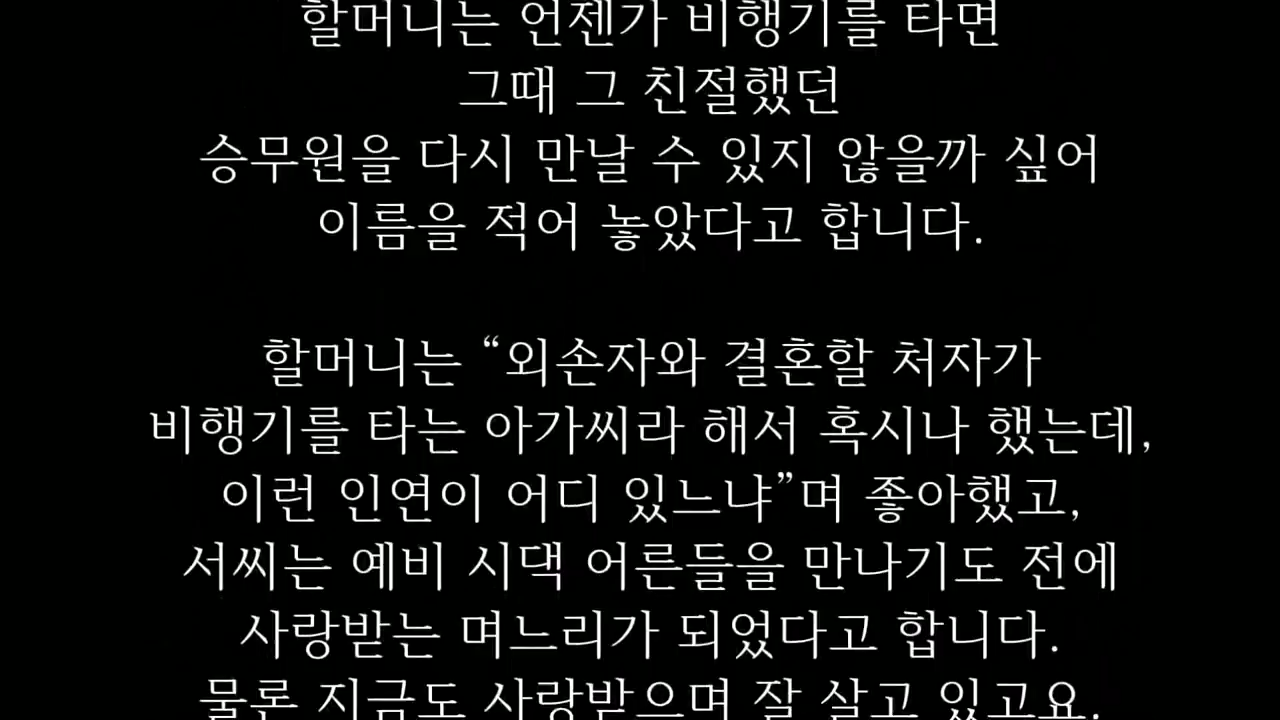 할머니는 언젠가 비행기를 타면
그때 그 친절했던
승무원을 다시 만날 수 있지 않을까 싶어
이름을 적어 놓았다고 합니다.
할머니는 “외손자와 결혼할 처자가
비행기를 타는 아가씨라 해서 혹시나 했는데,
이런 인연이 어디 있느냐”며 좋아했고,
서씨는 예비 시댁 어른들을 만나기도 전에
사랑받는 며느리가 되었다고 합니다.
물론 지금도 사랑받으며 잘 살고 있고요.